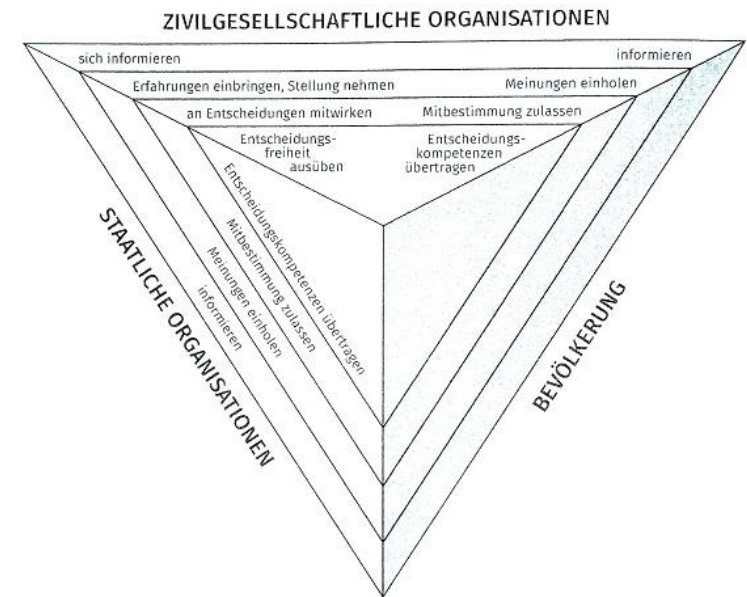 ZIVILGESELLSCHAFTLICHE ORGANISATIONEN
sich informieren
informieren
Erfahrungen einbringen, Stellung nehmen
Meinungen einholen
an Entscheidungen mitwirken
Mitbestimmung zulassen
Entscheidungs-
freiheit
ausüben
Entscheidungs-
kompetenzen
übertragen
STAATLICHE ORGANISATIONEN
informieren
Meinungen einholen
Mitbestimmung zulassen
Entscheidungskompetenzen übertragen
BEVÖLKERUNG